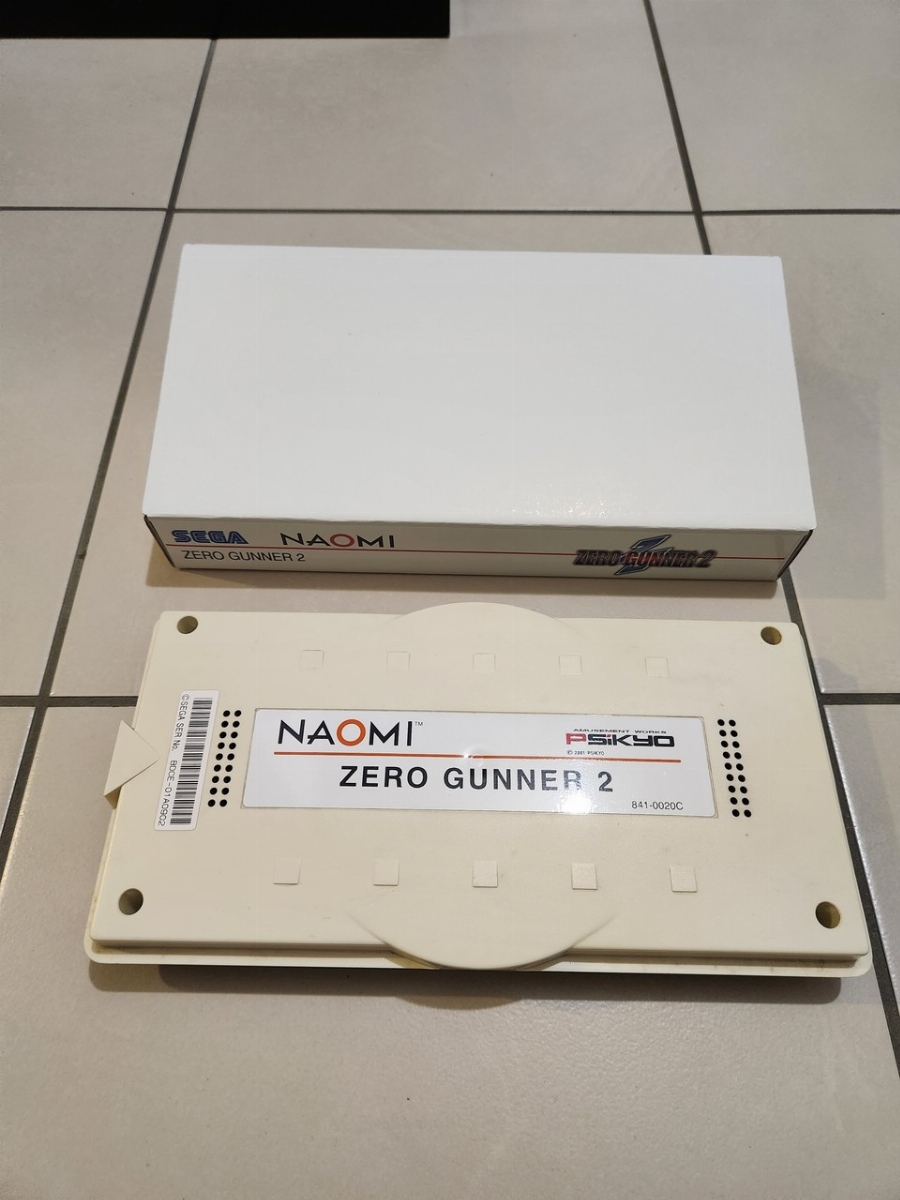 SEGA NAOMI
ZERO GUNNER 2
ZERO GUNNER 2
©SEGA SER No. BDCE-01A0902
NAOMI™
AMUSEMENT WORKS
PSiKYO
© 2001 PSIKYO
ZERO GUNNER 2
841-0020C